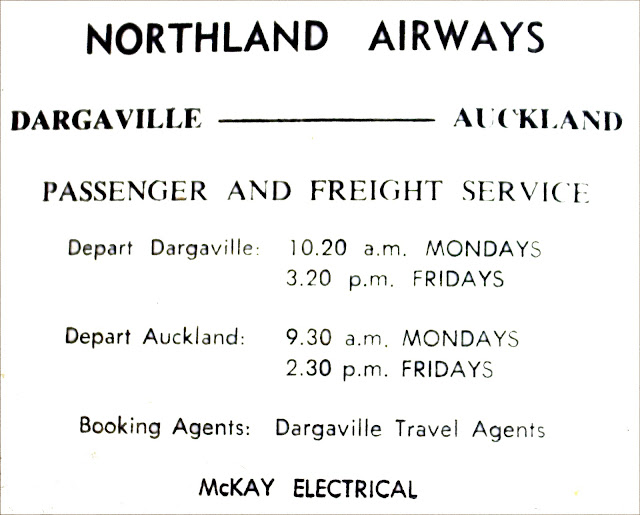 NORTHLAND AIRWAYS
DARGAVILLE — AUCKLAND
PASSENGER AND FREIGHT SERVICE
Depart Dargaville: 10.20 a.m. MONDAYS
3.20 p.m. FRIDAYS
Depart Auckland: 9.30 a.m. MONDAYS
2.30 p.m. FRIDAYS
Booking Agents: Dargaville Travel Agents
McKAY ELECTRICAL